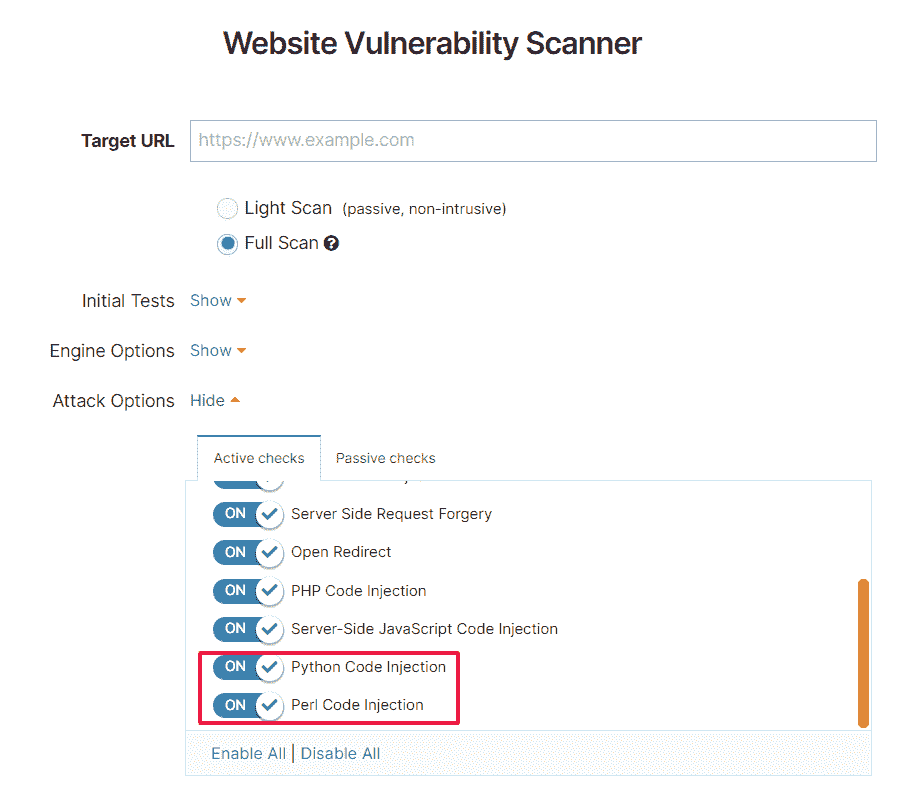 Website Vulnerability Scanner
Target URL https://www.example.com
Light Scan (passive, non-intrusive)
Full Scan ?
Initial Tests Show
Engine Options Show
Attack Options Hide
Active checks Passive checks
ON Server Side Request Forgery
ON Open Redirect
ON PHP Code Injection
ON Server-Side JavaScript Code Injection
ON Python Code Injection
ON Perl Code Injection
Enable All | Disable All